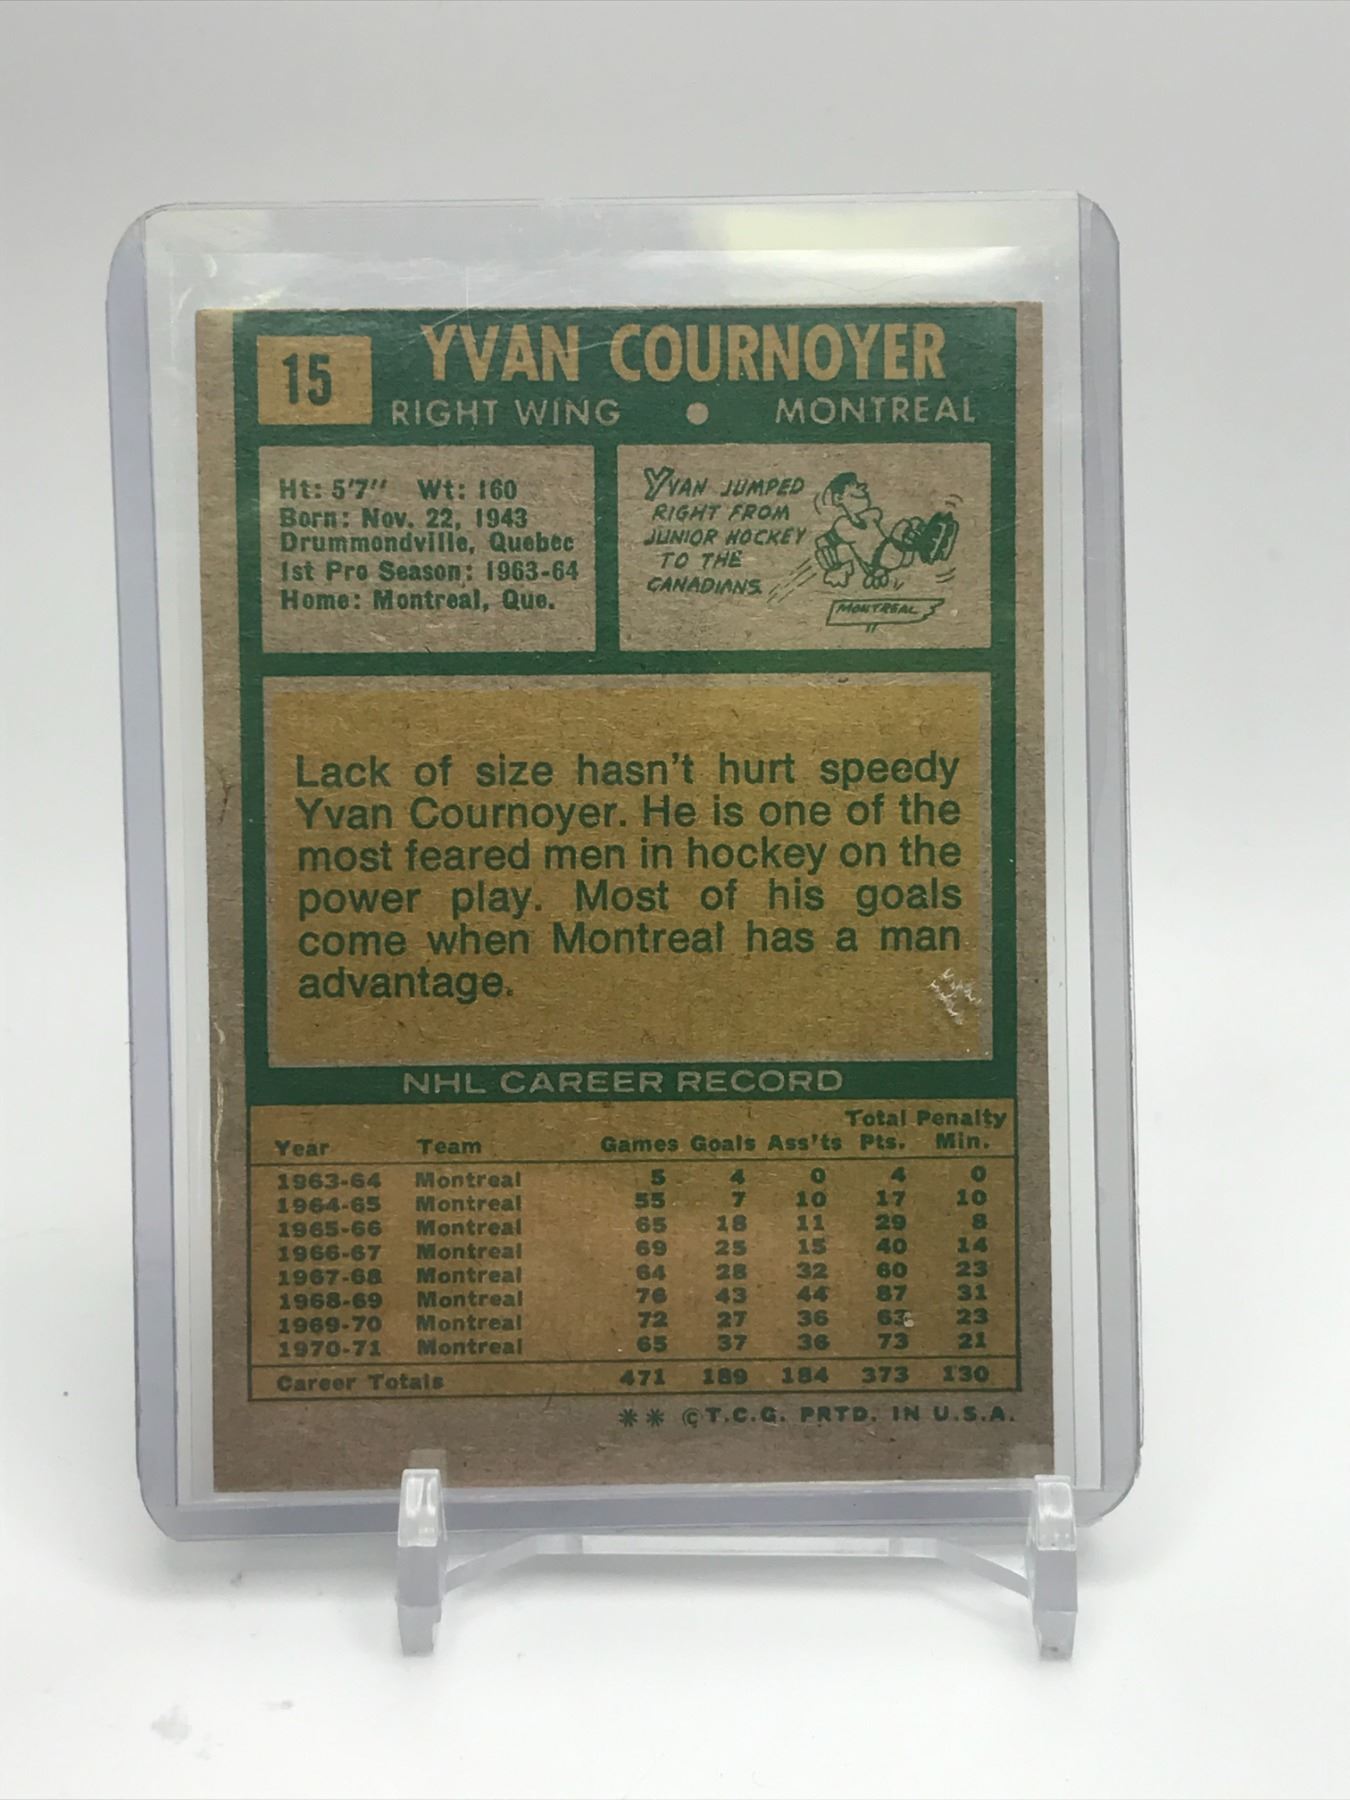 15
YVAN COURNOYER
RIGHT WING • MONTREAL
Ht: 5'7" Wt: 160
Born: Nov. 22, 1943
Drummondville, Quebec
1st Pro Season: 1963-64
Home: Montreal, Que.
YVAN JUMPED
RIGHT FROM
JUNIOR HOCKEY
TO THE
CANADIANS.
MONTREAL
Lack of size hasn't hurt speedy
Yvan Cournoyer. He is one of the
most feared men in hockey on the
power play. Most of his goals
come when Montreal has a man
advantage.
NHL CAREER RECORD
Total Penalty
Year Team Games Goals Ass'ts Pts. Min.
1963-64 Montreal 5 4 0 4 0
1964-65 Montreal 55 7 10 17 10
1965-66 Montreal 65 18 11 29 8
1966-67 Montreal 69 25 15 40 14
1967-68 Montreal 64 28 32 60 23
1968-69 Montreal 76 43 44 87 31
1969-70 Montreal 72 27 36 63 23
1970-71 Montreal 65 37 36 73 21
Career Totals 471 189 184 373 130
** © T.C.G. PRTD. IN U.S.A.